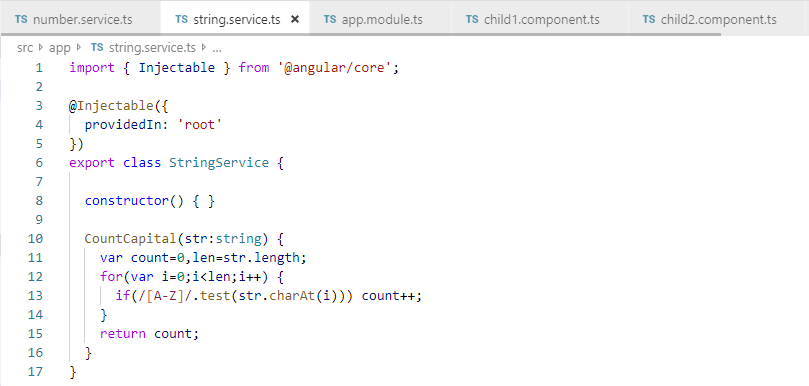 TS number.service.ts TS string.service.ts × TS app.module.ts TS child1.component.ts TS child2.component.ts
src › app › TS string.service.ts › ...
1 import { Injectable } from '@angular/core';
2
3 @Injectable({
4   providedIn: 'root'
5 })
6 export class StringService {
7
8   constructor() { }
9
10   CountCapital(str:string) {
11     var count=0,len=str.length;
12     for(var i=0;i<len;i++) {
13       if(/[A-Z]/.test(str.charAt(i))) count++;
14     }
15     return count;
16   }
17 }